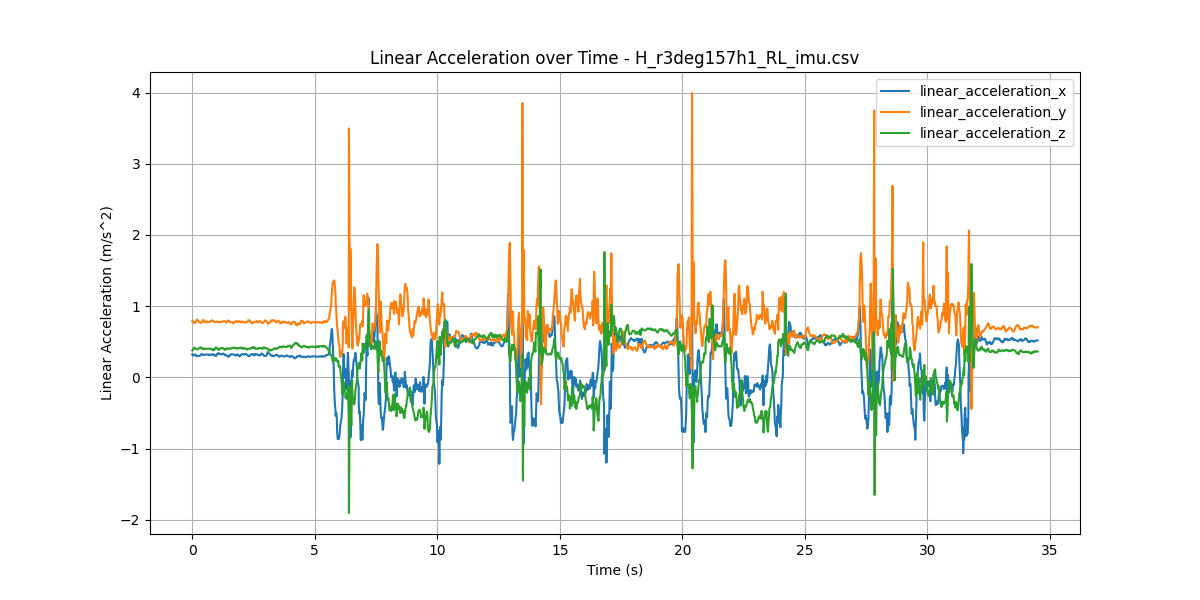 Linear Acceleration over Time - H_r3deg157h1_RL_imu.csv
linear_acceleration_x
linear_acceleration_y
linear_acceleration_z
Linear Acceleration (m/s^2)
4
3
2
1
0
−1
−2
0 5 10 15 20 25 30 35
Time (s)